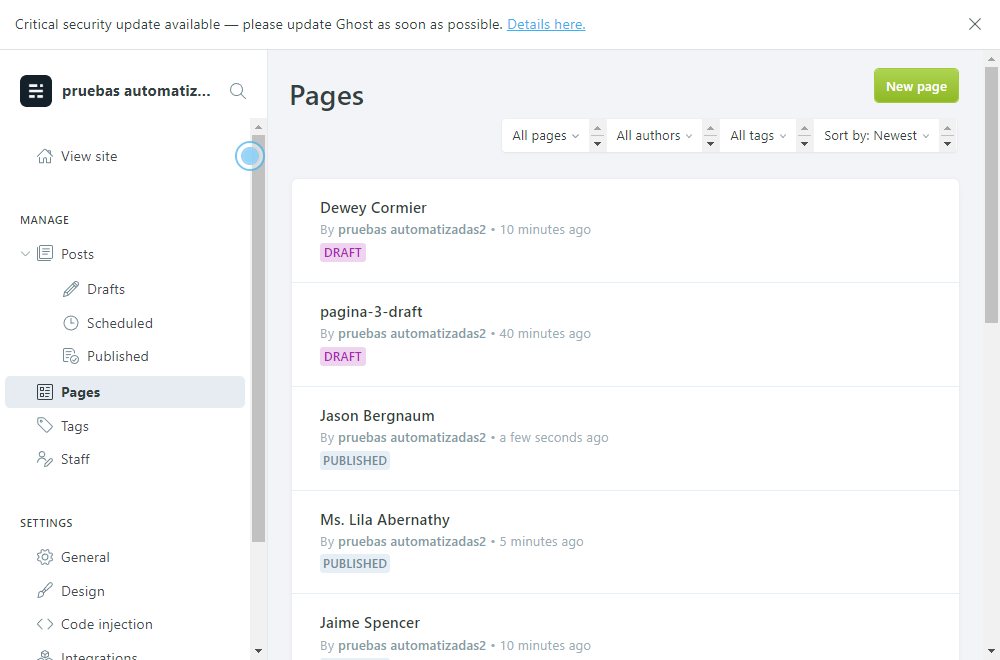 Critical security update available — please update Ghost as soon as possible. Details here.
pruebas automatiz...
View site
MANAGE
Posts
Drafts
Scheduled
Published
Pages
Tags
Staff
SETTINGS
General
Design
Code injection
Integrations
Pages
New page
All pages
All authors
All tags
Sort by: Newest
Dewey Cormier
By pruebas automatizadas2 • 10 minutes ago
DRAFT
pagina-3-draft
By pruebas automatizadas2 • 40 minutes ago
DRAFT
Jason Bergnaum
By pruebas automatizadas2 • a few seconds ago
PUBLISHED
Ms. Lila Abernathy
By pruebas automatizadas2 • 5 minutes ago
PUBLISHED
Jaime Spencer
By pruebas automatizadas2 • 10 minutes ago